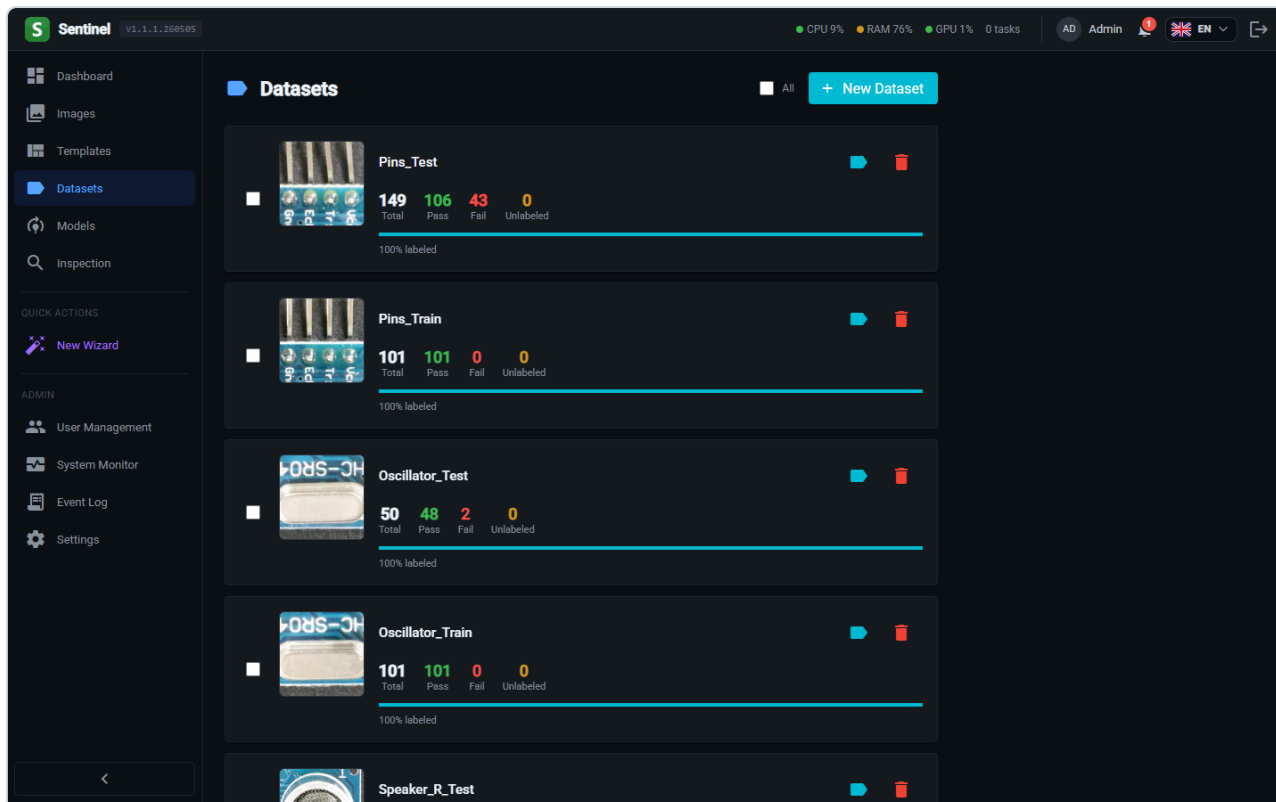 S Sentinel v1.1.1.260505 CPU 9% RAM 76% GPU 1% 0 tasks AD Admin 1 EN
Dashboard
Images
Templates
Datasets
Models
Inspection
QUICK ACTIONS
New Wizard
ADMIN
User Management
System Monitor
Event Log
Settings
Datasets All + New Dataset
Pins_Test
149 106 43 0
Total Pass Fail Unlabeled
100% labeled
Pins_Train
101 101 0 0
Total Pass Fail Unlabeled
100% labeled
HC-SR04
Oscillator_Test
50 48 2 0
Total Pass Fail Unlabeled
100% labeled
HC-SR04
Oscillator_Train
101 101 0 0
Total Pass Fail Unlabeled
100% labeled
Speaker_R_Test